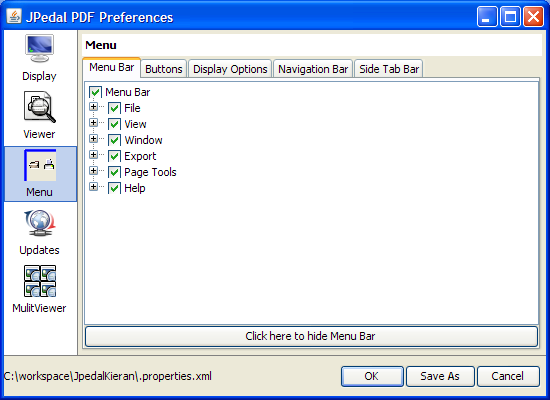 JPedal PDF Preferences
Display
Viewer
Menu
Updates
MulitViewer
Menu
Menu Bar Buttons Display Options Navigation Bar Side Tab Bar
Menu Bar
File
View
Window
Export
Page Tools
Help
Click here to hide Menu Bar
C:\workspace\JpedalKieran\.properties.xml
OK Save As Cancel